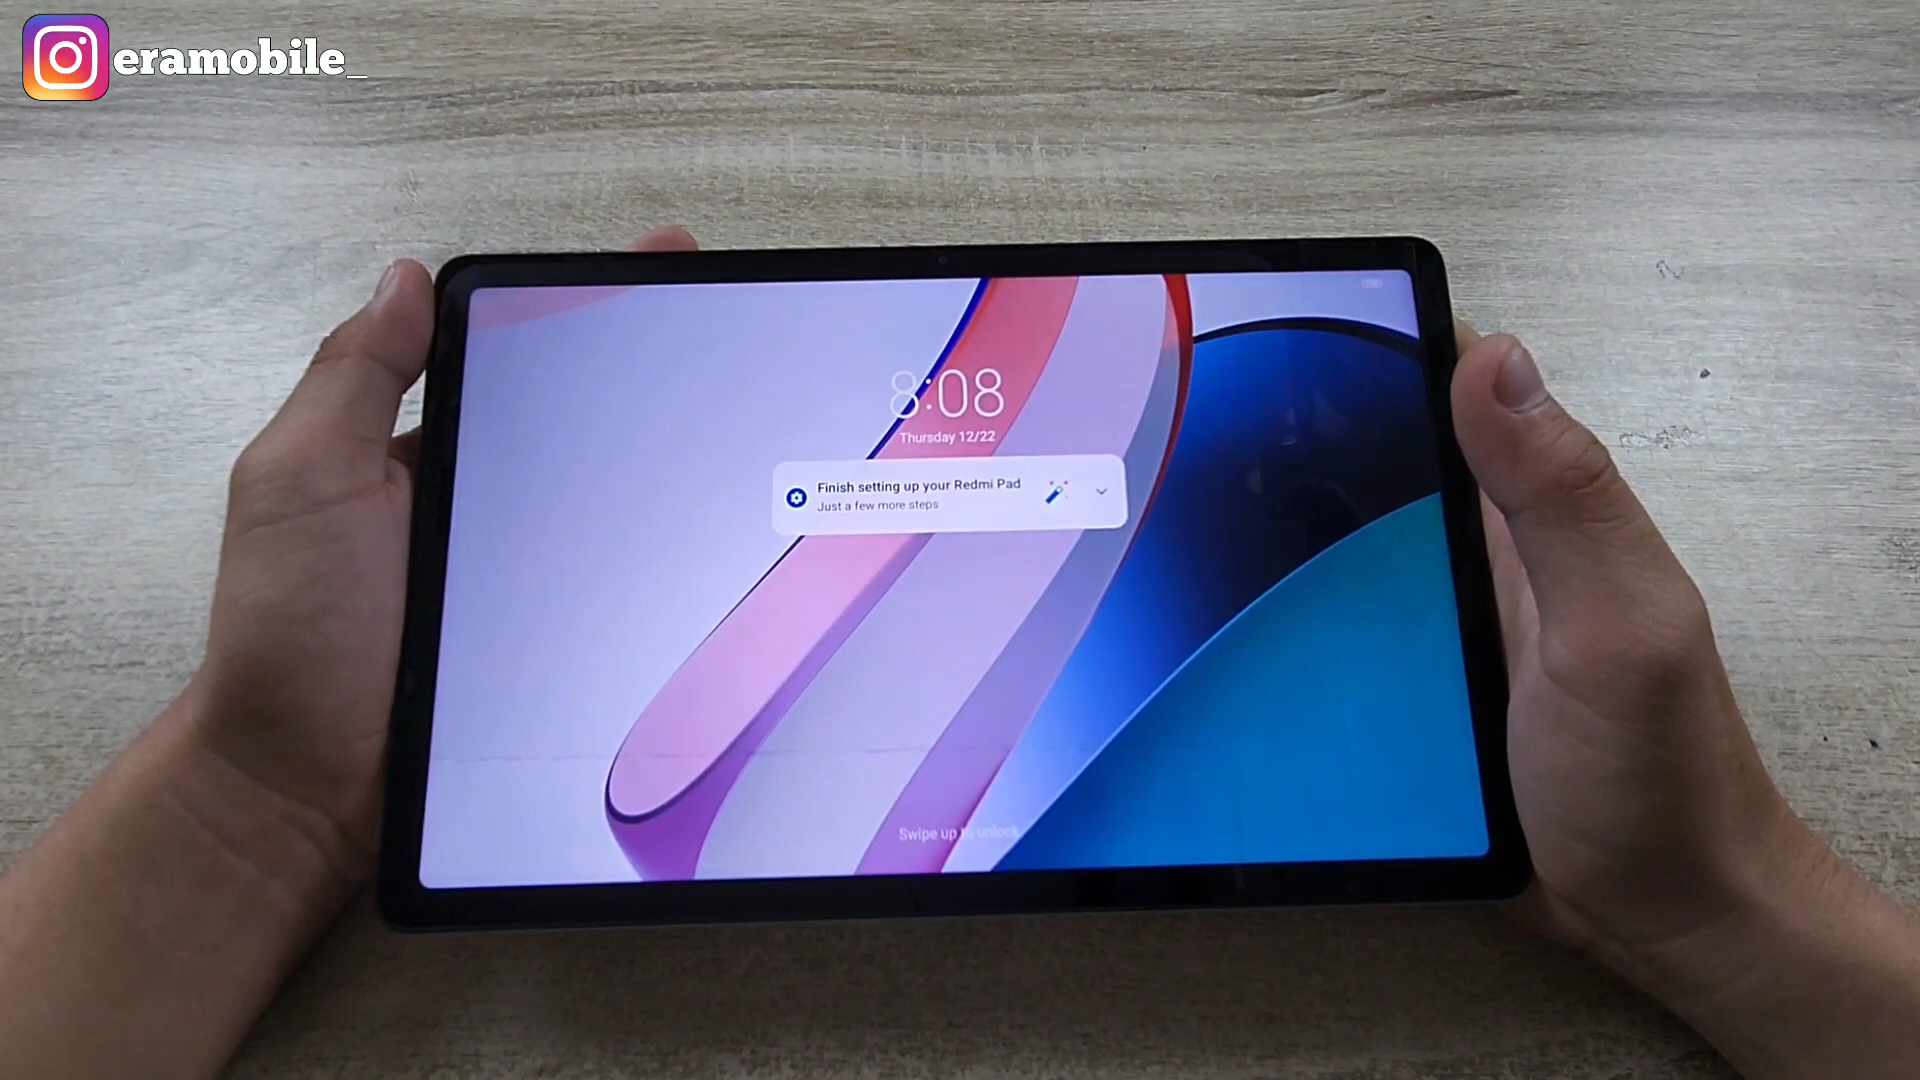 eramobile_
8:08
Thursday 12/22
Finish setting up your Redmi Pad
Just a few more steps
Swipe up to unlock